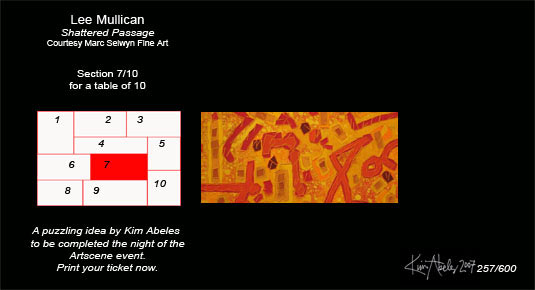 Lee Mullican
Shattered Passage
Courtesy Marc Selwyn Fine Art
Section 7/10
for a table of 10
1 2 3
4 5
6 7
8 9 10
A puzzling idea by Kim Abeles
to be completed the night of the
Artscene event.
Print your ticket now.
Kim Abeles 2007 257/600